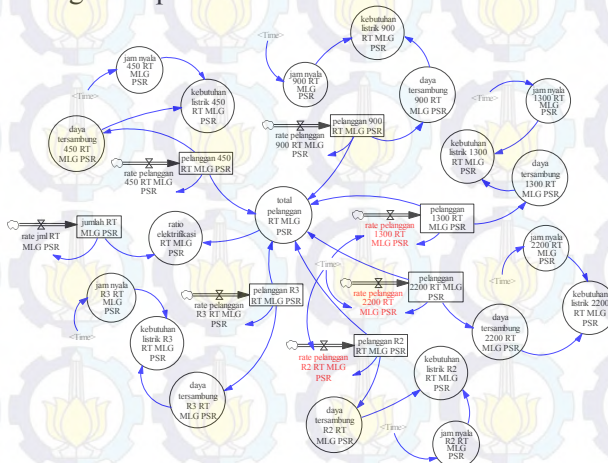 kebutuhan
listrik 900
RT MLG
PSR
<Time>
jam nyala
450 RT
MLG
PSR
jam nyala
900 RT
MLG
PSR
kebutuhan
listrik 450
RT MLG
PSR
<Time>
daya
tersambung
900 RT
MLG PSR
<Time>
jam nyala
1300 RT
MLG
PSR
daya
tersambung
450 RT
MLG PSR
rate pelanggan
900 RT MLG
PSR
pelanggan 900
RT MLG PSR
kebutuhan
listrik 1300
RT MLG
PSR
rate pelanggan
450 RT MLG
PSR
pelanggan 450
RT MLG PSR
daya
tersambung
1300 RT
MLG PSR
rate jml RT
MLG PSR
jumlah RT
MLG PSR
ratio
elektrifikasi
RT MLG
PSR
total
pelanggan
RT MLG
PSR
rate pelanggan
1300 RT
MLG PSR
pelanggan
1300 RT
MLG PSR
jam nyala
2200 RT
MLG
PSR
<Time>
<Time>
jam nyala
R3 RT
MLG
PSR
rate pelanggan
R3 RT MLG
PSR
pelanggan R3
RT MLG PSR
rate pelanggan
2200 RT
MLG PSR
pelanggan
2200 RT MLG
PSR
kebutuhan
listrik 2200
RT MLG
PSR
<Time>
kebutuhan
listrik R3
RT MLG
PSR
rate pelanggan
R2 RT MLG
PSR
pelanggan R2
RT MLG PSR
daya
tersambung
2200 RT
MLG PSR
kebutuhan
listrik R2
RT MLG
PSR
daya
tersambung
R3 RT
MLG PSR
daya
tersambung
R2 RT
MLG PSR
<Time>
jam nyala
R2 RT
MLG
PSR